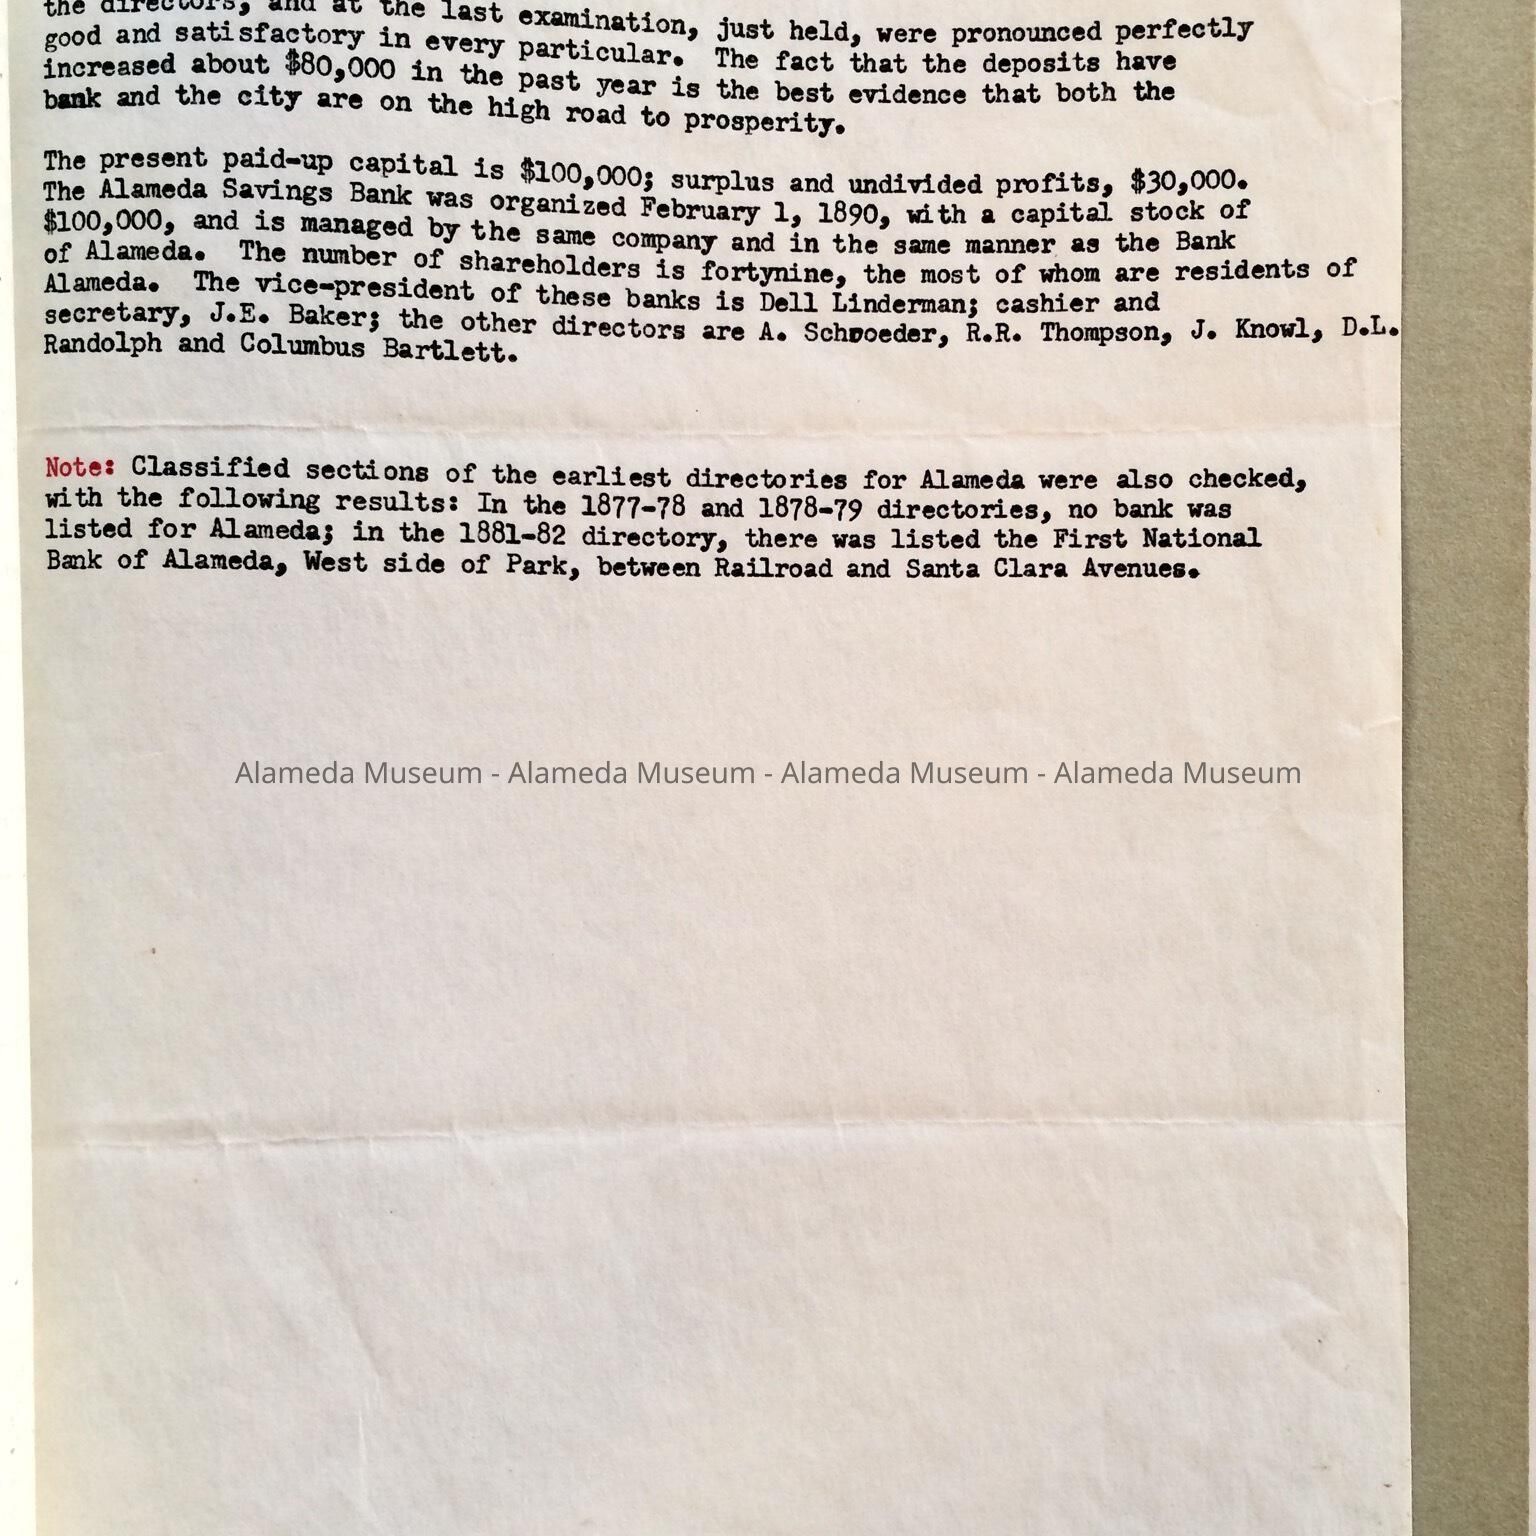 the directors, and at the last examination, just held, were pronounced perfectly
good and satisfactory in every particular. The fact that the deposits have
increased about $80,000 in the past year is the best evidence that both the
bank and the city are on the high road to prosperity.
The present paid-up capital is $100,000; surplus and undivided profits, $30,000.
The Alameda Savings Bank was organized February 1, 1890, with a capital stock of
$100,000, and is managed by the same company and in the same manner as the Bank
of Alameda. The number of shareholders is fortynine, the most of whom are residents of
Alameda. The vice-president of these banks is Dell Linderman; cashier and
secretary, J.E. Baker; the other directors are A. Schroeder, R.R. Thompson, J. Knowl, D.L.
Randolph and Columbus Bartlett.
Note: Classified sections of the earliest directories for Alameda were also checked,
with the following results: In the 1877-78 and 1878-79 directories, no bank was
listed for Alameda; in the 1881-82 directory, there was listed the First National
Bank of Alameda, West side of Park, between Railroad and Santa Clara Avenues.
Alameda Museum - Alameda Museum - Alameda Museum - Alameda Museum